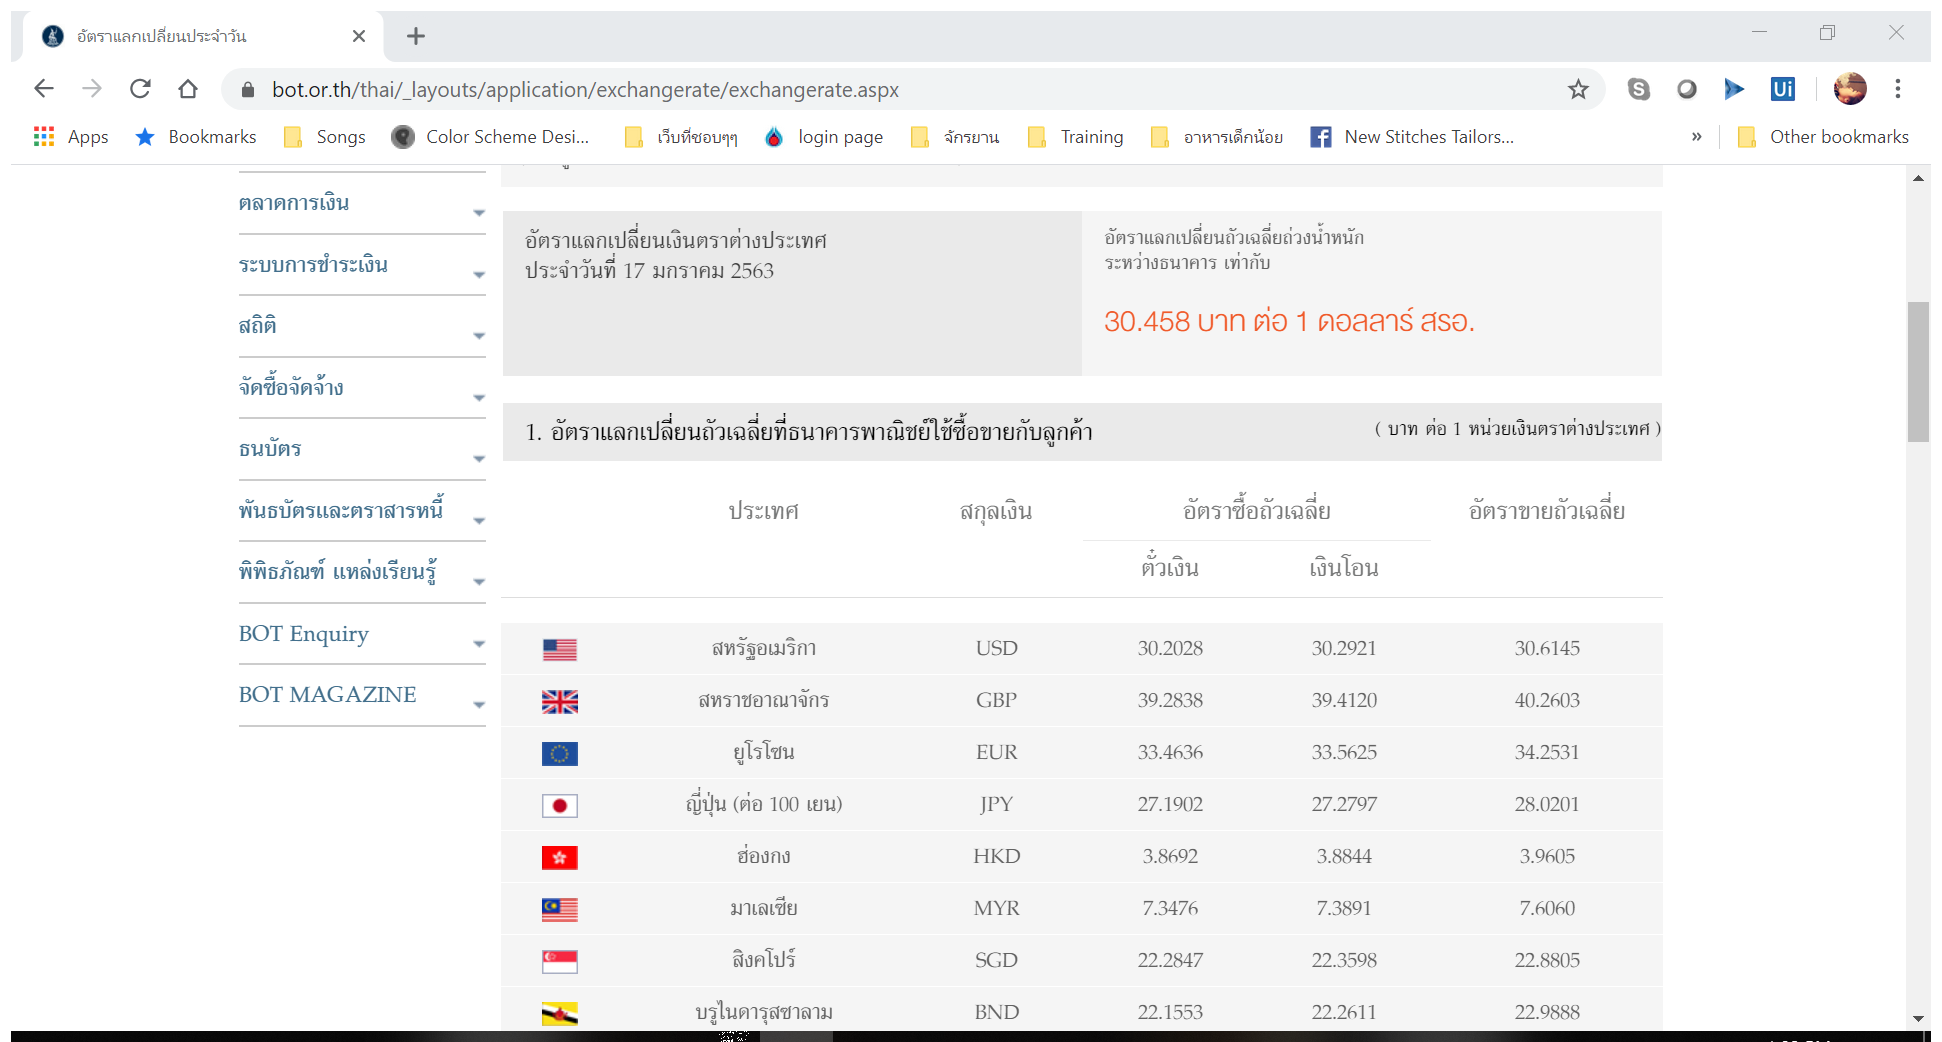 อัตราแลกเปลี่ยนประจำวัน
bot.or.th/thai/_layouts/application/exchangerate/exchangerate.aspx
Apps Bookmarks Songs Color Scheme Desi... เว็บที่ชอบๆๆ login page จักรยาน Training อาหารเด็กน้อย New Stitches Tailors... » Other bookmarks
ตลาดการเงิน
ระบบการชำระเงิน
สถิติ
จัดซื้อจัดจ้าง
ธนบัตร
พันธบัตรและตราสารหนี้
พิพิธภัณฑ์ แหล่งเรียนรู้
BOT Enquiry
BOT MAGAZINE
อัตราแลกเปลี่ยนเงินตราต่างประเทศ
ประจำวันที่ 17 มกราคม 2563
อัตราแลกเปลี่ยนถัวเฉลี่ยถ่วงน้ำหนัก
ระหว่างธนาคาร เท่ากับ
30.458 บาท ต่อ 1 ดอลลาร์ สรอ.
1. อัตราแลกเปลี่ยนถัวเฉลี่ยที่ธนาคารพาณิชย์ใช้ซื้อขายกับลูกค้า ( บาท ต่อ 1 หน่วยเงินตราต่างประเทศ )
ประเทศ สกุลเงิน อัตราซื้อถัวเฉลี่ย อัตราขายถัวเฉลี่ย
ตั๋วเงิน เงินโอน
สหรัฐอเมริกา USD 30.2028 30.2921 30.6145
สหราชอาณาจักร GBP 39.2838 39.4120 40.2603
ยูโรโซน EUR 33.4636 33.5625 34.2531
ญี่ปุ่น (ต่อ 100 เยน) JPY 27.1902 27.2797 28.0201
ฮ่องกง HKD 3.8692 3.8844 3.9605
มาเลเซีย MYR 7.3476 7.3891 7.6060
สิงคโปร์ SGD 22.2847 22.3598 22.8805
บรูไนดารุสซาลาม BND 22.1553 22.2611 22.9888